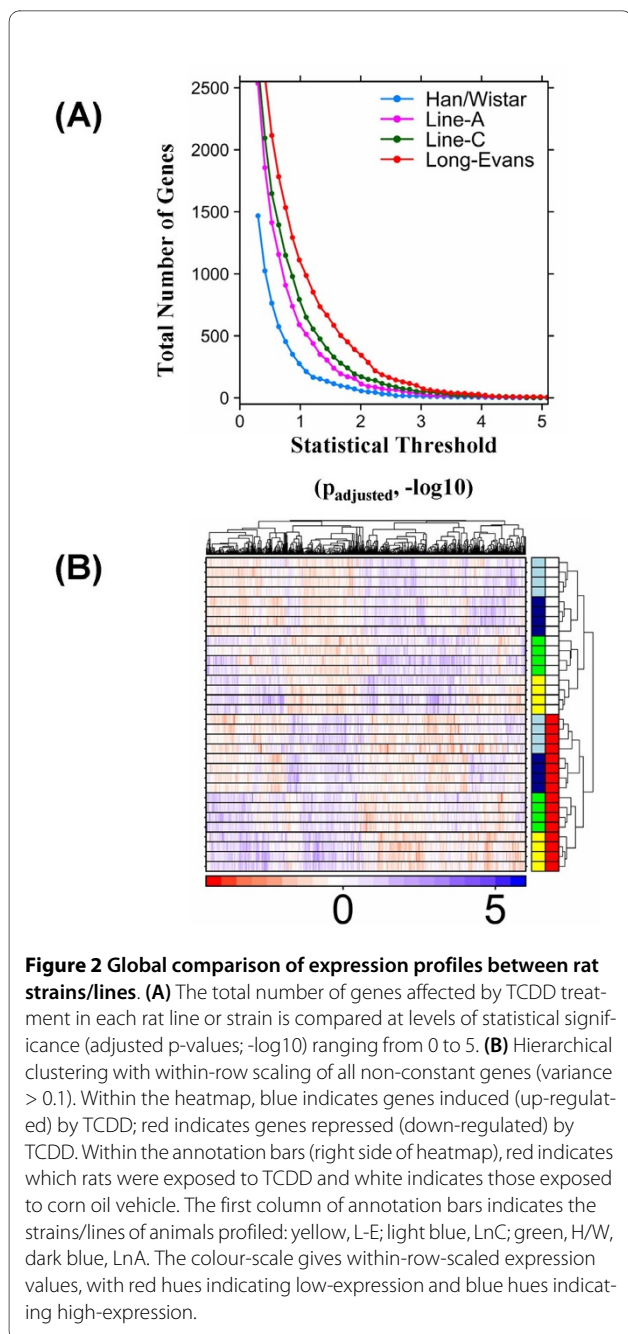 (A)
2500
2000
1500
1000
500
0
Total Number of Genes
Han/Wistar
Line-A
Line-C
Long-Evans
0 1 2 3 4 5
Statistical Threshold
(p_adjusted, -log10)
(B)
0 5
Figure 2 Global comparison of expression profiles between rat
strains/lines. (A) The total number of genes affected by TCDD treat-
ment in each rat line or strain is compared at levels of statistical signif-
icance (adjusted p-values; -log10) ranging from 0 to 5. (B) Hierarchical
clustering with within-row scaling of all non-constant genes (variance
> 0.1). Within the heatmap, blue indicates genes induced (up-regulat-
ed) by TCDD; red indicates genes repressed (down-regulated) by
TCDD. Within the annotation bars (right side of heatmap), red indicates
which rats were exposed to TCDD and white indicates those exposed
to corn oil vehicle. The first column of annotation bars indicates the
strains/lines of animals profiled: yellow, L-E; light blue, LnC; green, H/W,
dark blue, LnA. The colour-scale gives within-row-scaled expression
values, with red hues indicating low-expression and blue hues indicat-
ing high-expression.